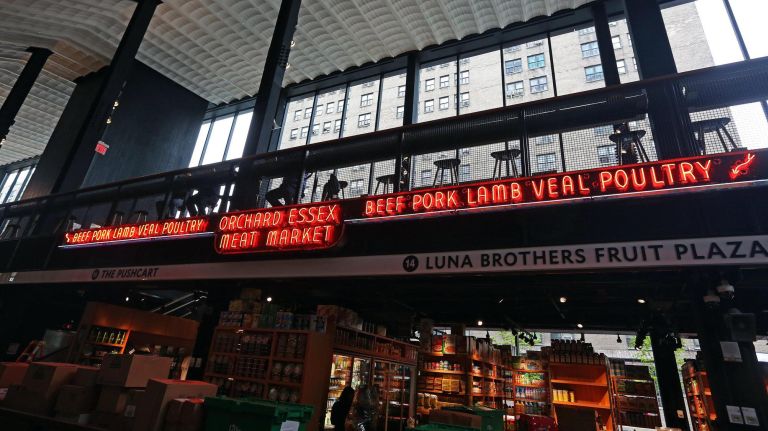 BEEF PORK LAMB VEAL POULTRY
ORCHARD ESSEX
MEAT MARKET
BEEF PORK LAMB VEAL POULTRY
THE PUSHCART
14 LUNA BROTHERS FRUIT PLAZA